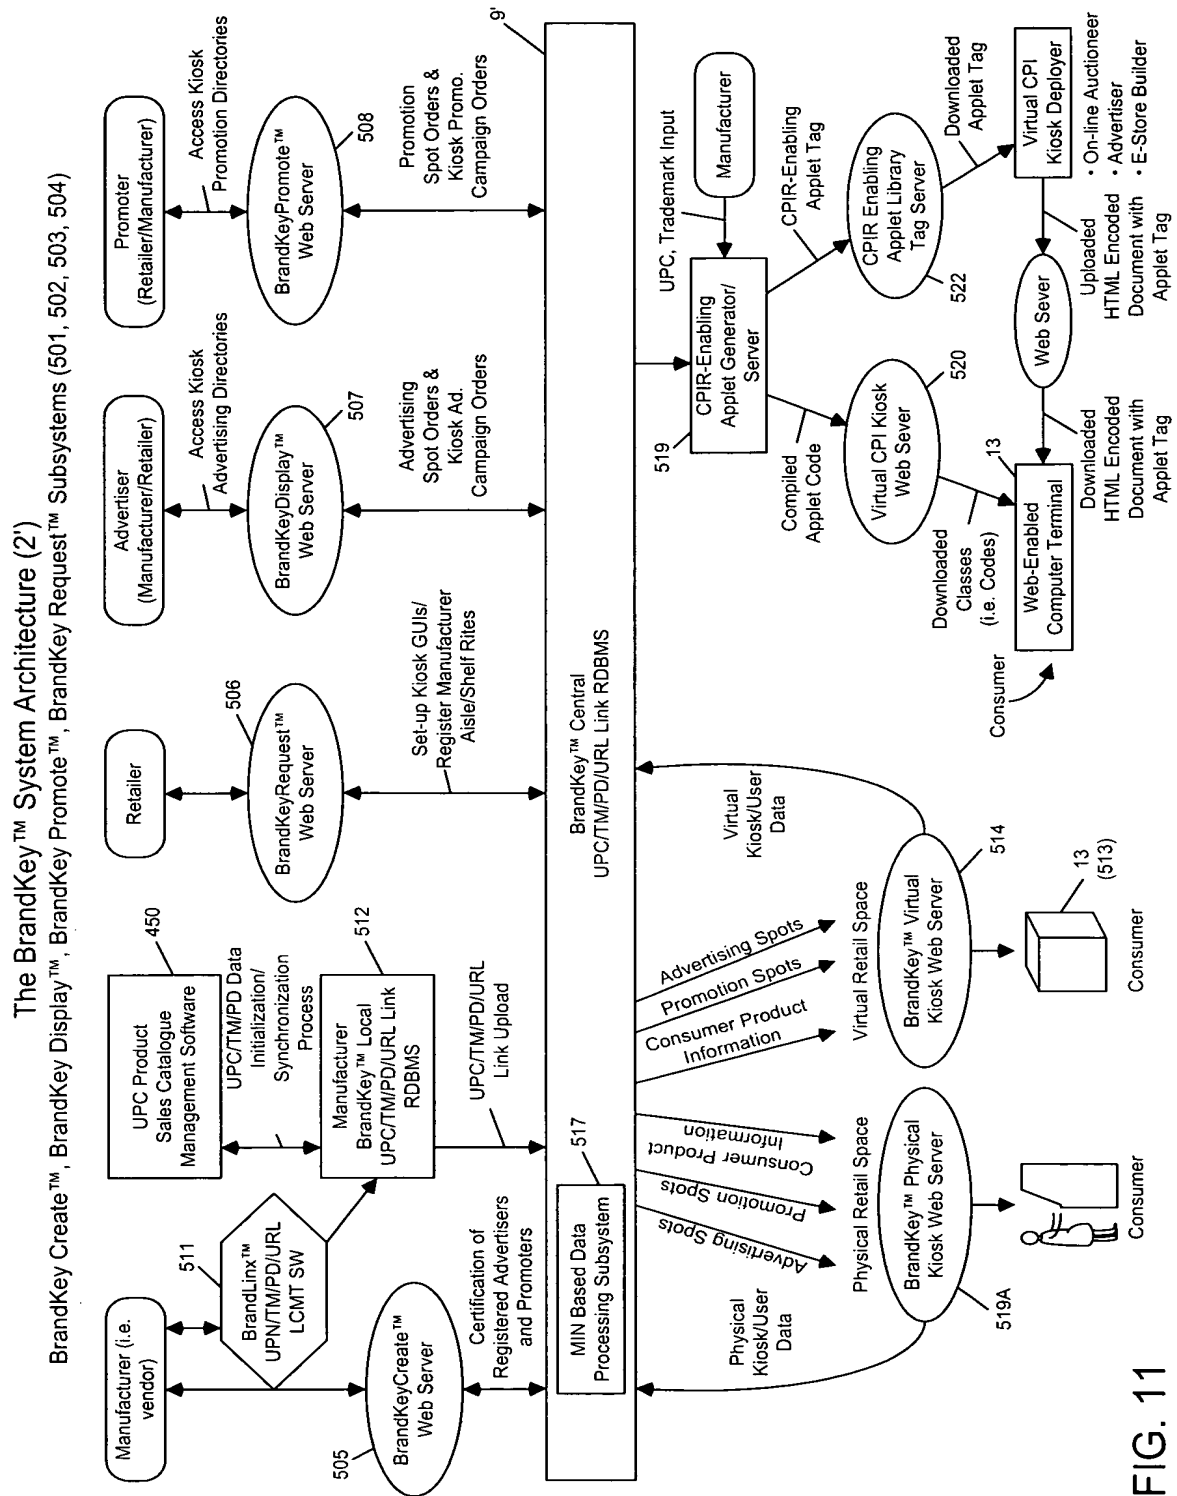 The BrandKey™ System Architecture (2')
BrandKey Create™, BrandKey Display™, BrandKey Promote™, BrandKey Request™ Subsystems (501, 502, 503, 504)
Manufacturer (i.e.
vendor)
511
BrandLinx™
UPN/TM/PD/URL
LCMT SW
505
BrandKeyCreate™
Web Server
Certification of
Registered Advertisers
and Promoters
UPC Product
Sales Catalogue
Management Software
450
UPC/TM/PD Data
Initialization/
Synchronization
Process
Manufacturer
BrandKey™ Local
UPC/TM/PD/URL Link
RDBMS
512
UPC/TM/PD/URL
Link Upload
Retailer
BrandKeyRequest™
Web Server
506
Set-up Kiosk GUIs/
Register Manufacturer
Aisle/Shelf Rites
Advertiser
(Manufacturer/Retailer)
Access Kiosk
Advertising Directories
BrandKeyDisplay™
Web Server
507
Advertising
Spot Orders &
Kiosk Ad.
Campaign Orders
Promoter
(Retailer/Manufacturer)
Access Kiosk
Promotion Directories
BrandKeyPromote™
Web Server
508
Promotion
Spot Orders &
Kiosk Promo.
Campaign Orders
9'
MIN Based Data
Processing Subsystem
517
BrandKey™ Central
UPC/TM/PD/URL Link RDBMS
Physical
Kiosk/User
Data
Advertising Spots
Promotion Spots
Consumer Product
Information
Physical Retail Space
BrandKey™ Physical
Kiosk Web Server
519A
Consumer
Consumer Product
Information
Promotion Spots
Advertising Spots
Virtual Retail Space
BrandKey™ Virtual
Kiosk Web Server
514
13
(513)
Consumer
Virtual
Kiosk/User
Data
UPC, Trademark Input
Manufacturer
519
CPIR-Enabling
Applet Generator/
Server
Compiled
Applet Code
CPIR-Enabling
Applet Tag
Virtual CPI Kiosk
Web Sever
520
CPIR Enabling
Applet Library
Tag Server
522
Downloaded
Classes
(i.e. Codes)
Downloaded
Applet Tag
Consumer
Web-Enabled
Computer Terminal
13
Downloaded
HTML Encoded
Document with
Applet Tag
Web Sever
Uploaded
HTML Encoded
Document with
Applet Tag
Virtual CPI
Kiosk Deployer
• On-line Auctioneer
• Advertiser
• E-Store Builder
FIG. 11